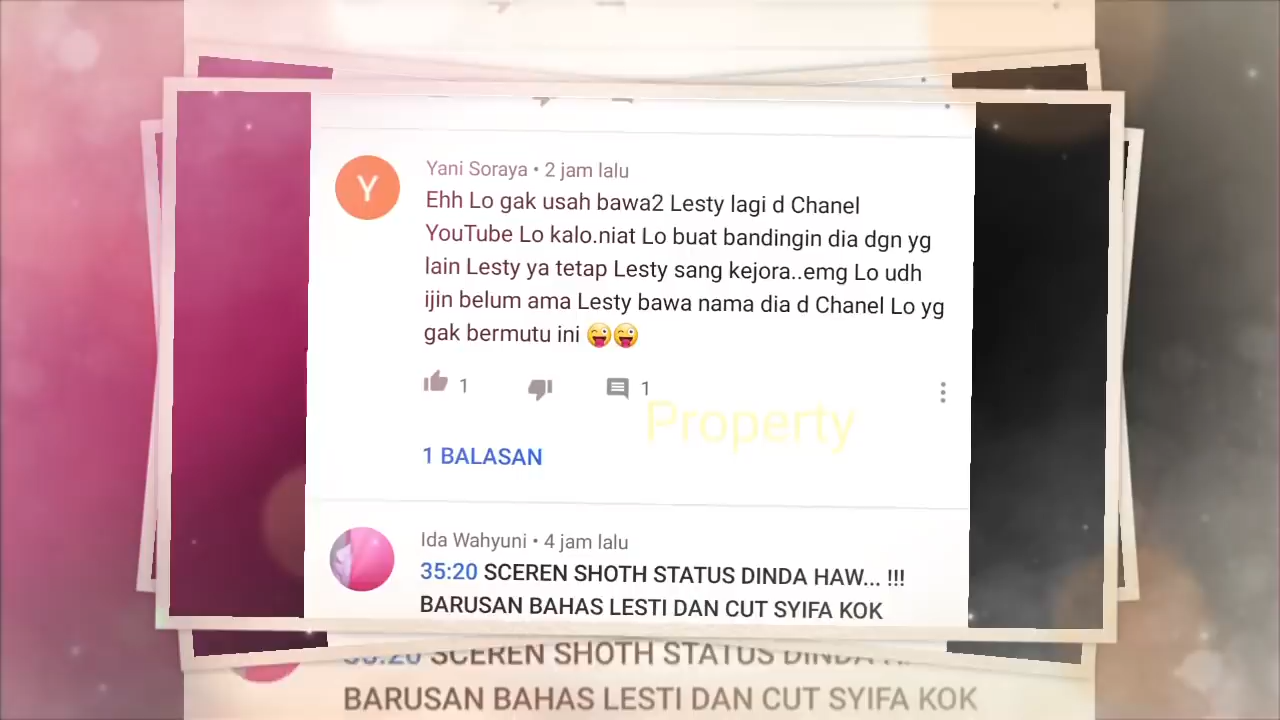 Yani Soraya • 2 jam lalu
Ehh Lo gak usah bawa2 Lesty lagi d Chanel
YouTube Lo kalo.niat Lo buat bandingin dia dgn yg
lain Lesty ya tetap Lesty sang kejora..emg Lo udh
ijin belum ama Lesty bawa nama dia d Chanel Lo yg
gak bermutu ini 😜😜
1
1
Property
1 BALASAN
Ida Wahyuni • 4 jam lalu
35:20 SCEREN SHOTH STATUS DINDA HAW... !!!
BARUSAN BAHAS LESTI DAN CUT SYIFA KOK
35:20 SCEREN SHOTH STATUS DINDA
BARUSAN BAHAS LESTI DAN CUT SYIFA KOK